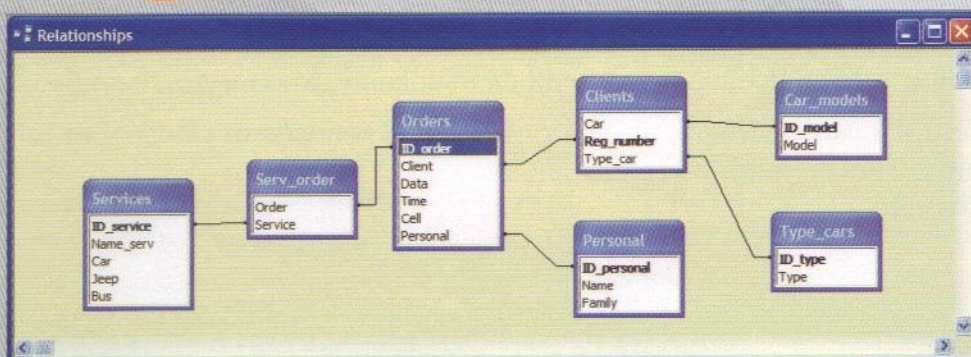 Relationships
Services
ID_service
Name_serv
Car
Jeep
Bus
Serv_order
Order
Service
Orders
ID_order
Client
Data
Time
Cell
Personal
Clients
Car
Reg_number
Type_car
Personal
ID_personal
Name
Family
Car_models
ID_model
Model
Type_cars
ID_type
Type